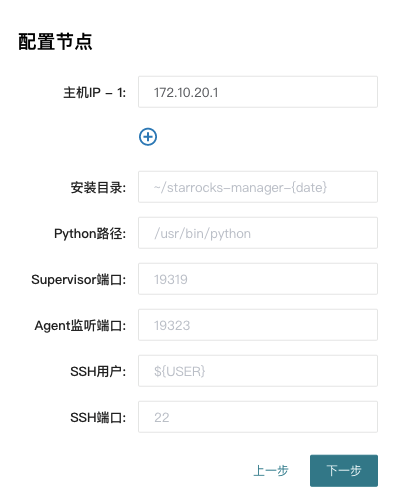 配置节点
主机IP - 1: 172.10.20.1
安装目录: ~/starrocks-manager-{date}
Python路径: /usr/bin/python
Supervisor端口: 19319
Agent监听端口: 19323
SSH用户: ${USER}
SSH端口: 22
上一步 下一步